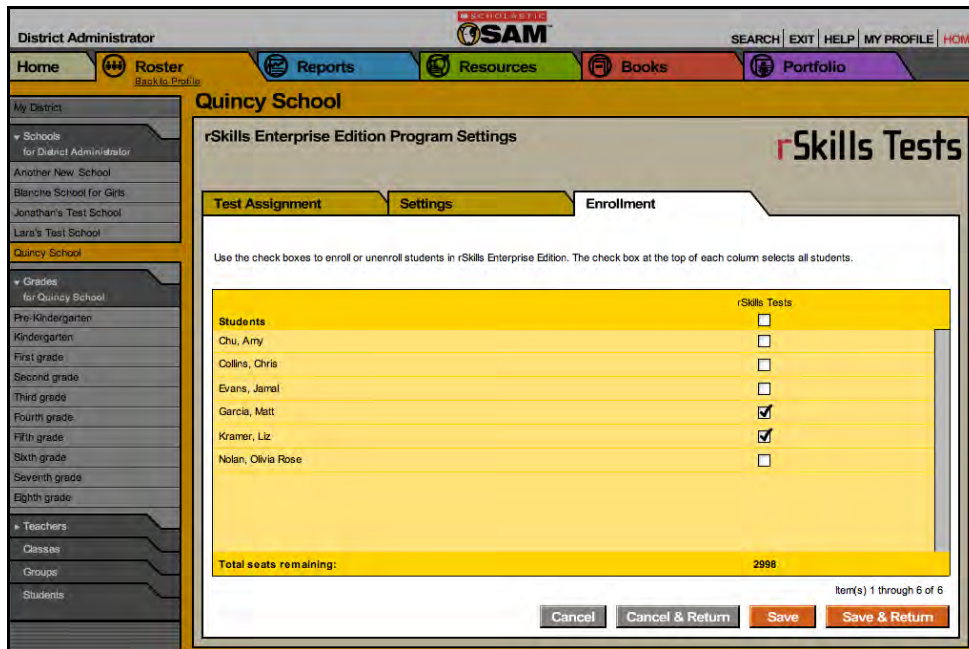 SCHOLASTIC
District Administrator
SAM
SEARCH EXIT HELP MY PROFILE HOM
Home
Roster
Reports
Resources
Books
Portfolio
Back to Profile
My District
Schools
for District Administrator
Another New School
Blanche School for Girls
Jonathan's Test School
Lara's Test School
Quincy School
Grades
for Quincy School
Pre-Kindergarten
Kindergarten
First grade
Second grade
Third grade
Fourth grade
Fifth grade
Sixth grade
Seventh grade
Eighth grade
Teachers
Classes
Groups
Students
Quincy School
rSkills Enterprise Edition Program Settings
rSkills Tests
Test Assignment
Settings
Enrollment
Use the check boxes to enroll or unenroll students in rSkills Enterprise Edition. The check box at the top of each column selects all students.
rSkills Tests
Students
Chu, Amy
Collins, Chris
Evans, Jamal
Garcia, Matt
Kramer, Liz
Nolan, Olivia Rose
Total seats remaining: 2998
Item(s) 1 through 6 of 6
Cancel
Cancel & Return
Save
Save & Return